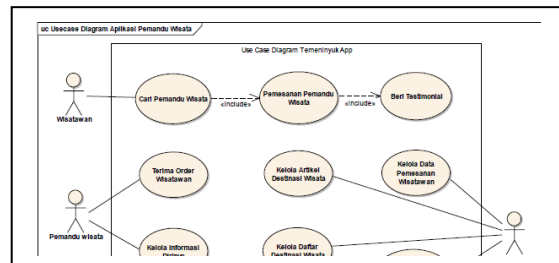 uc Usecase Diagram Aplikasi Pemandu Wisata
Use Case Diagram TemeninyukApp
Cari Pemandu Wisata
«include»
Pemesanan Pemandu
Wisata
«include»
Beri Testimonial
Wisatawan
Terima Order
Wisatawan
Kelola Artikel
Destinasi Wisata
Kelola Data
Pemesanan
Wisatawan
Pemandu wisata
Kelola Informasi
Dirinya
Kelola Daftar
Destinasi Wisata